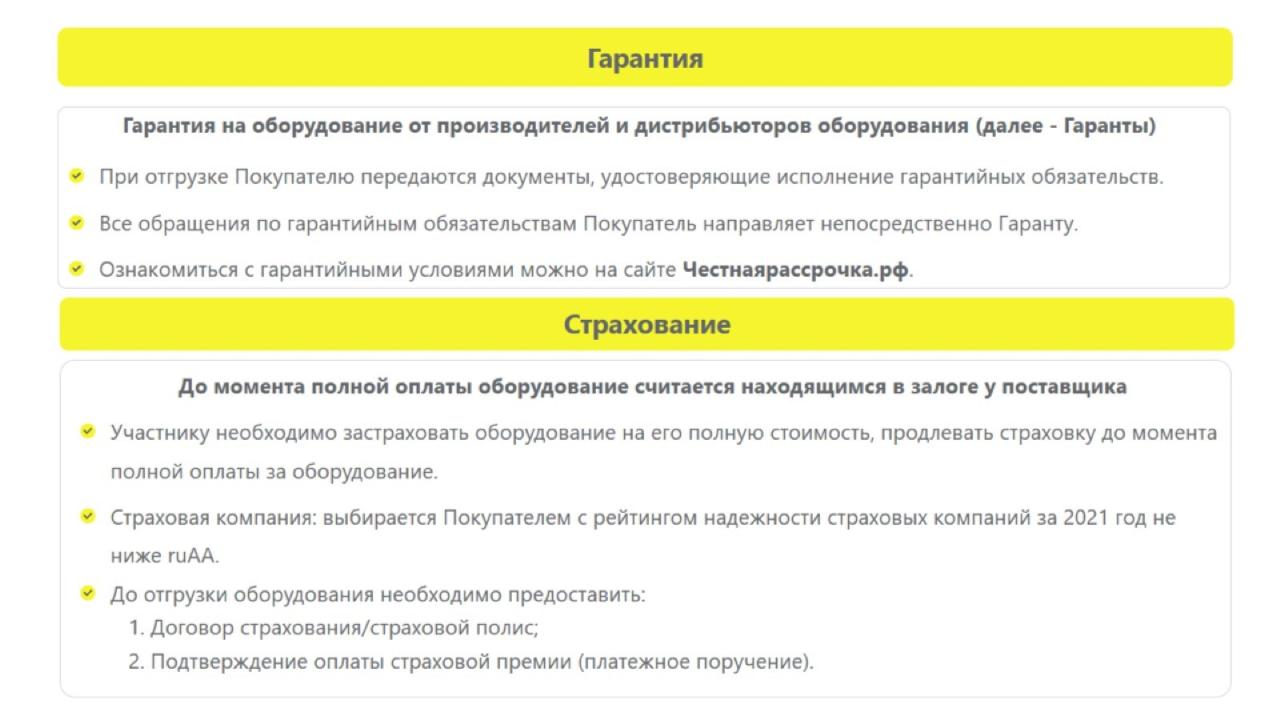 Гарантия
Гарантия на оборудование от производителей и дистрибьюторов оборудования (далее - Гаранты)
При отгрузке Покупателю передаются документы, удостоверяющие исполнение гарантийных обязательств.
Все обращения по гарантийным обязательствам Покупатель направляет непосредственно Гаранту.
Ознакомиться с гарантийными условиями можно на сайте Честнаярассрочка.рф.
Страхование
До момента полной оплаты оборудование считается находящимся в залоге у поставщика
Участнику необходимо застраховать оборудование на его полную стоимость, продлевать страховку до момента
полной оплаты за оборудование.
Страховая компания: выбирается Покупателем с рейтингом надежности страховых компаний за 2021 год не
ниже ruAA.
До отгрузки оборудования необходимо предоставить:
1. Договор страхования/страховой полис;
2. Подтверждение оплаты страховой премии (платежное поручение).